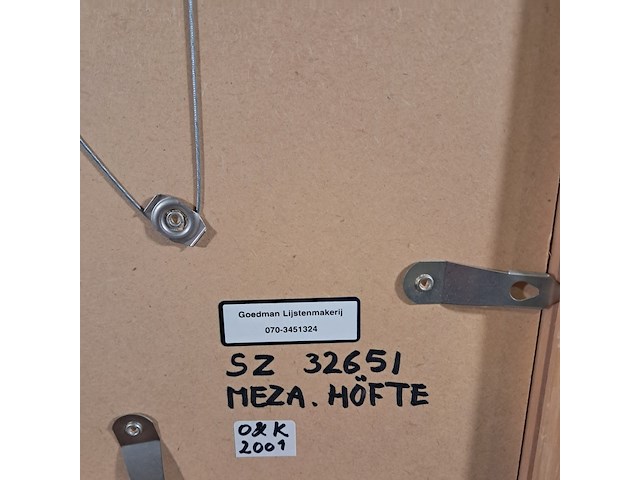 Goedman Lijstenmakerij
070-3451324
SZ 32651
MEZA. HÖFTE
O&K
2001